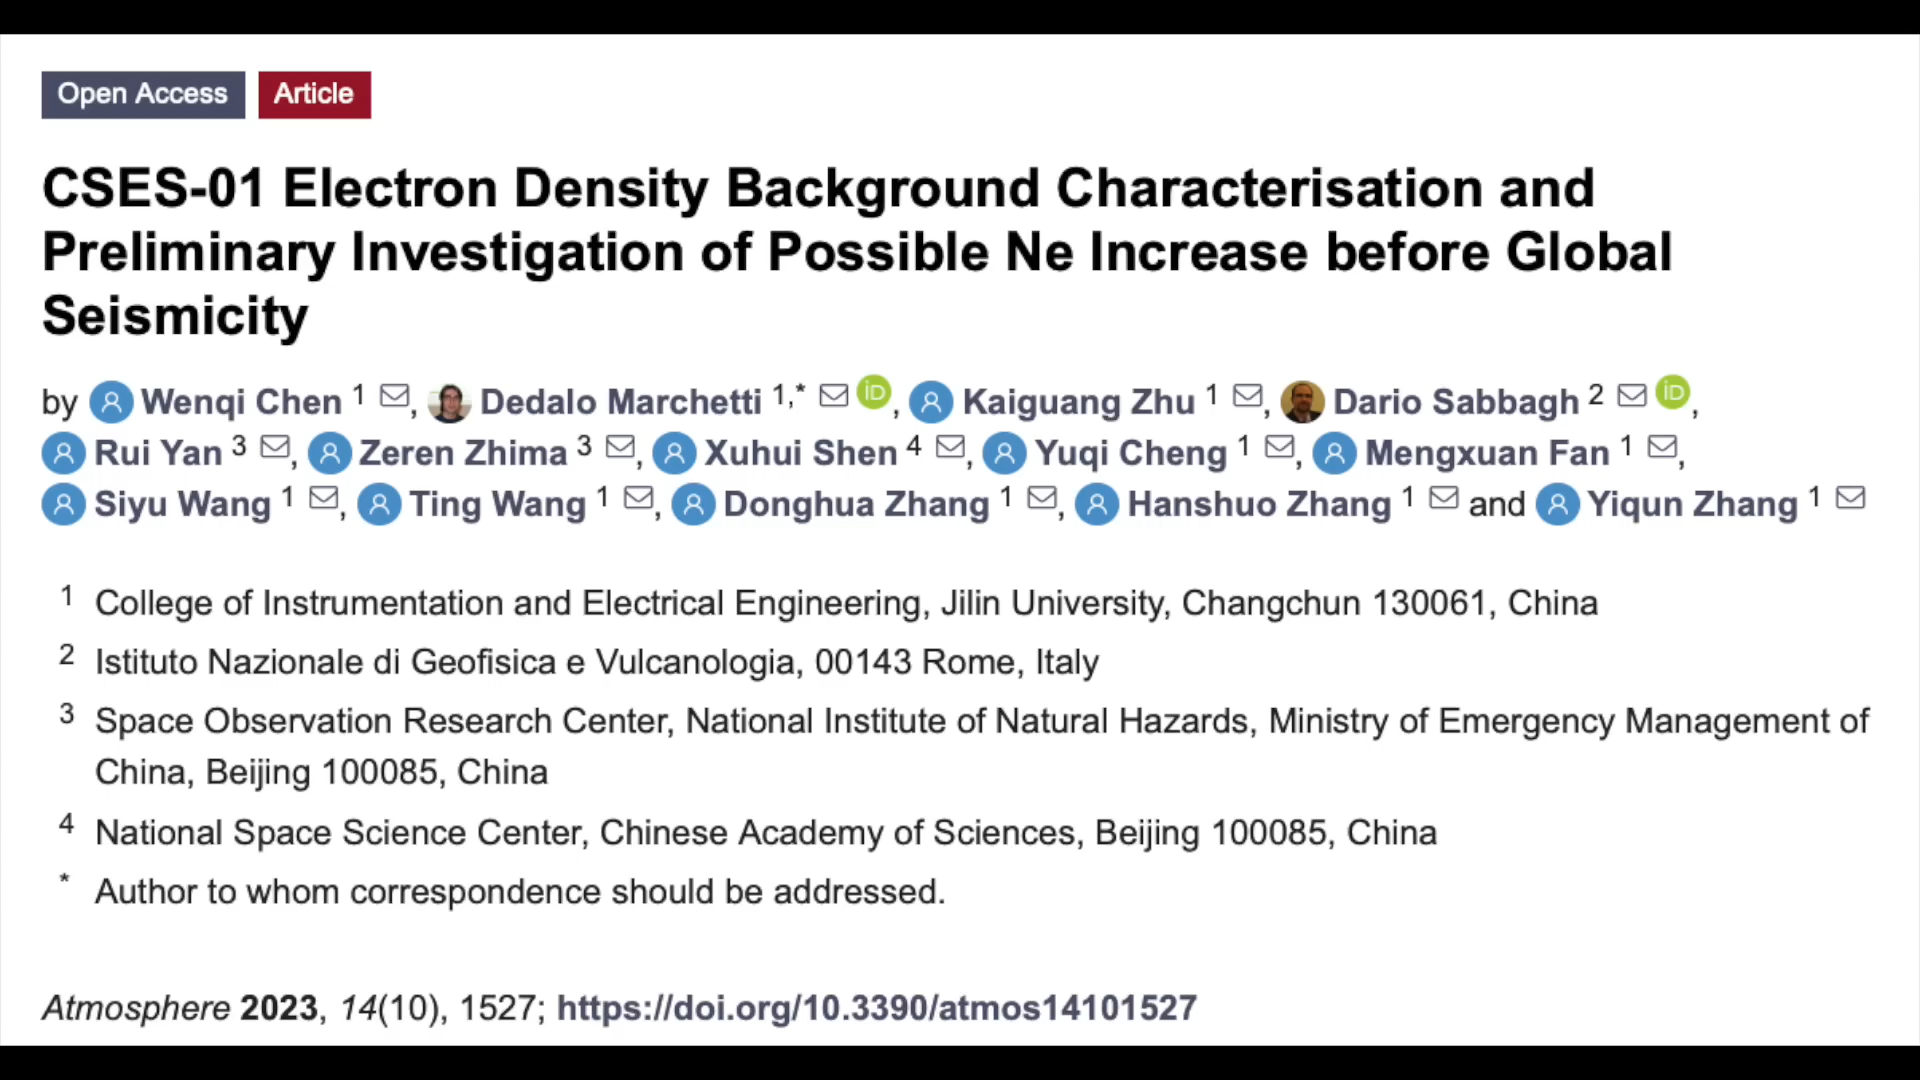 Open Access Article
CSES-01 Electron Density Background Characterisation and
Preliminary Investigation of Possible Ne Increase before Global
Seismicity
by Wenqi Chen 1, Dedalo Marchetti 1,* iD, Kaiguang Zhu 1, Dario Sabbagh 2 iD,
Rui Yan 3, Zeren Zhima 3, Xuhui Shen 4, Yuqi Cheng 1, Mengxuan Fan 1,
Siyu Wang 1, Ting Wang 1, Donghua Zhang 1, Hanshuo Zhang 1 and Yiqun Zhang 1
1 College of Instrumentation and Electrical Engineering, Jilin University, Changchun 130061, China
2 Istituto Nazionale di Geofisica e Vulcanologia, 00143 Rome, Italy
3 Space Observation Research Center, National Institute of Natural Hazards, Ministry of Emergency Management of
China, Beijing 100085, China
4 National Space Science Center, Chinese Academy of Sciences, Beijing 100085, China
* Author to whom correspondence should be addressed.
Atmosphere 2023, 14(10), 1527; https://doi.org/10.3390/atmos14101527